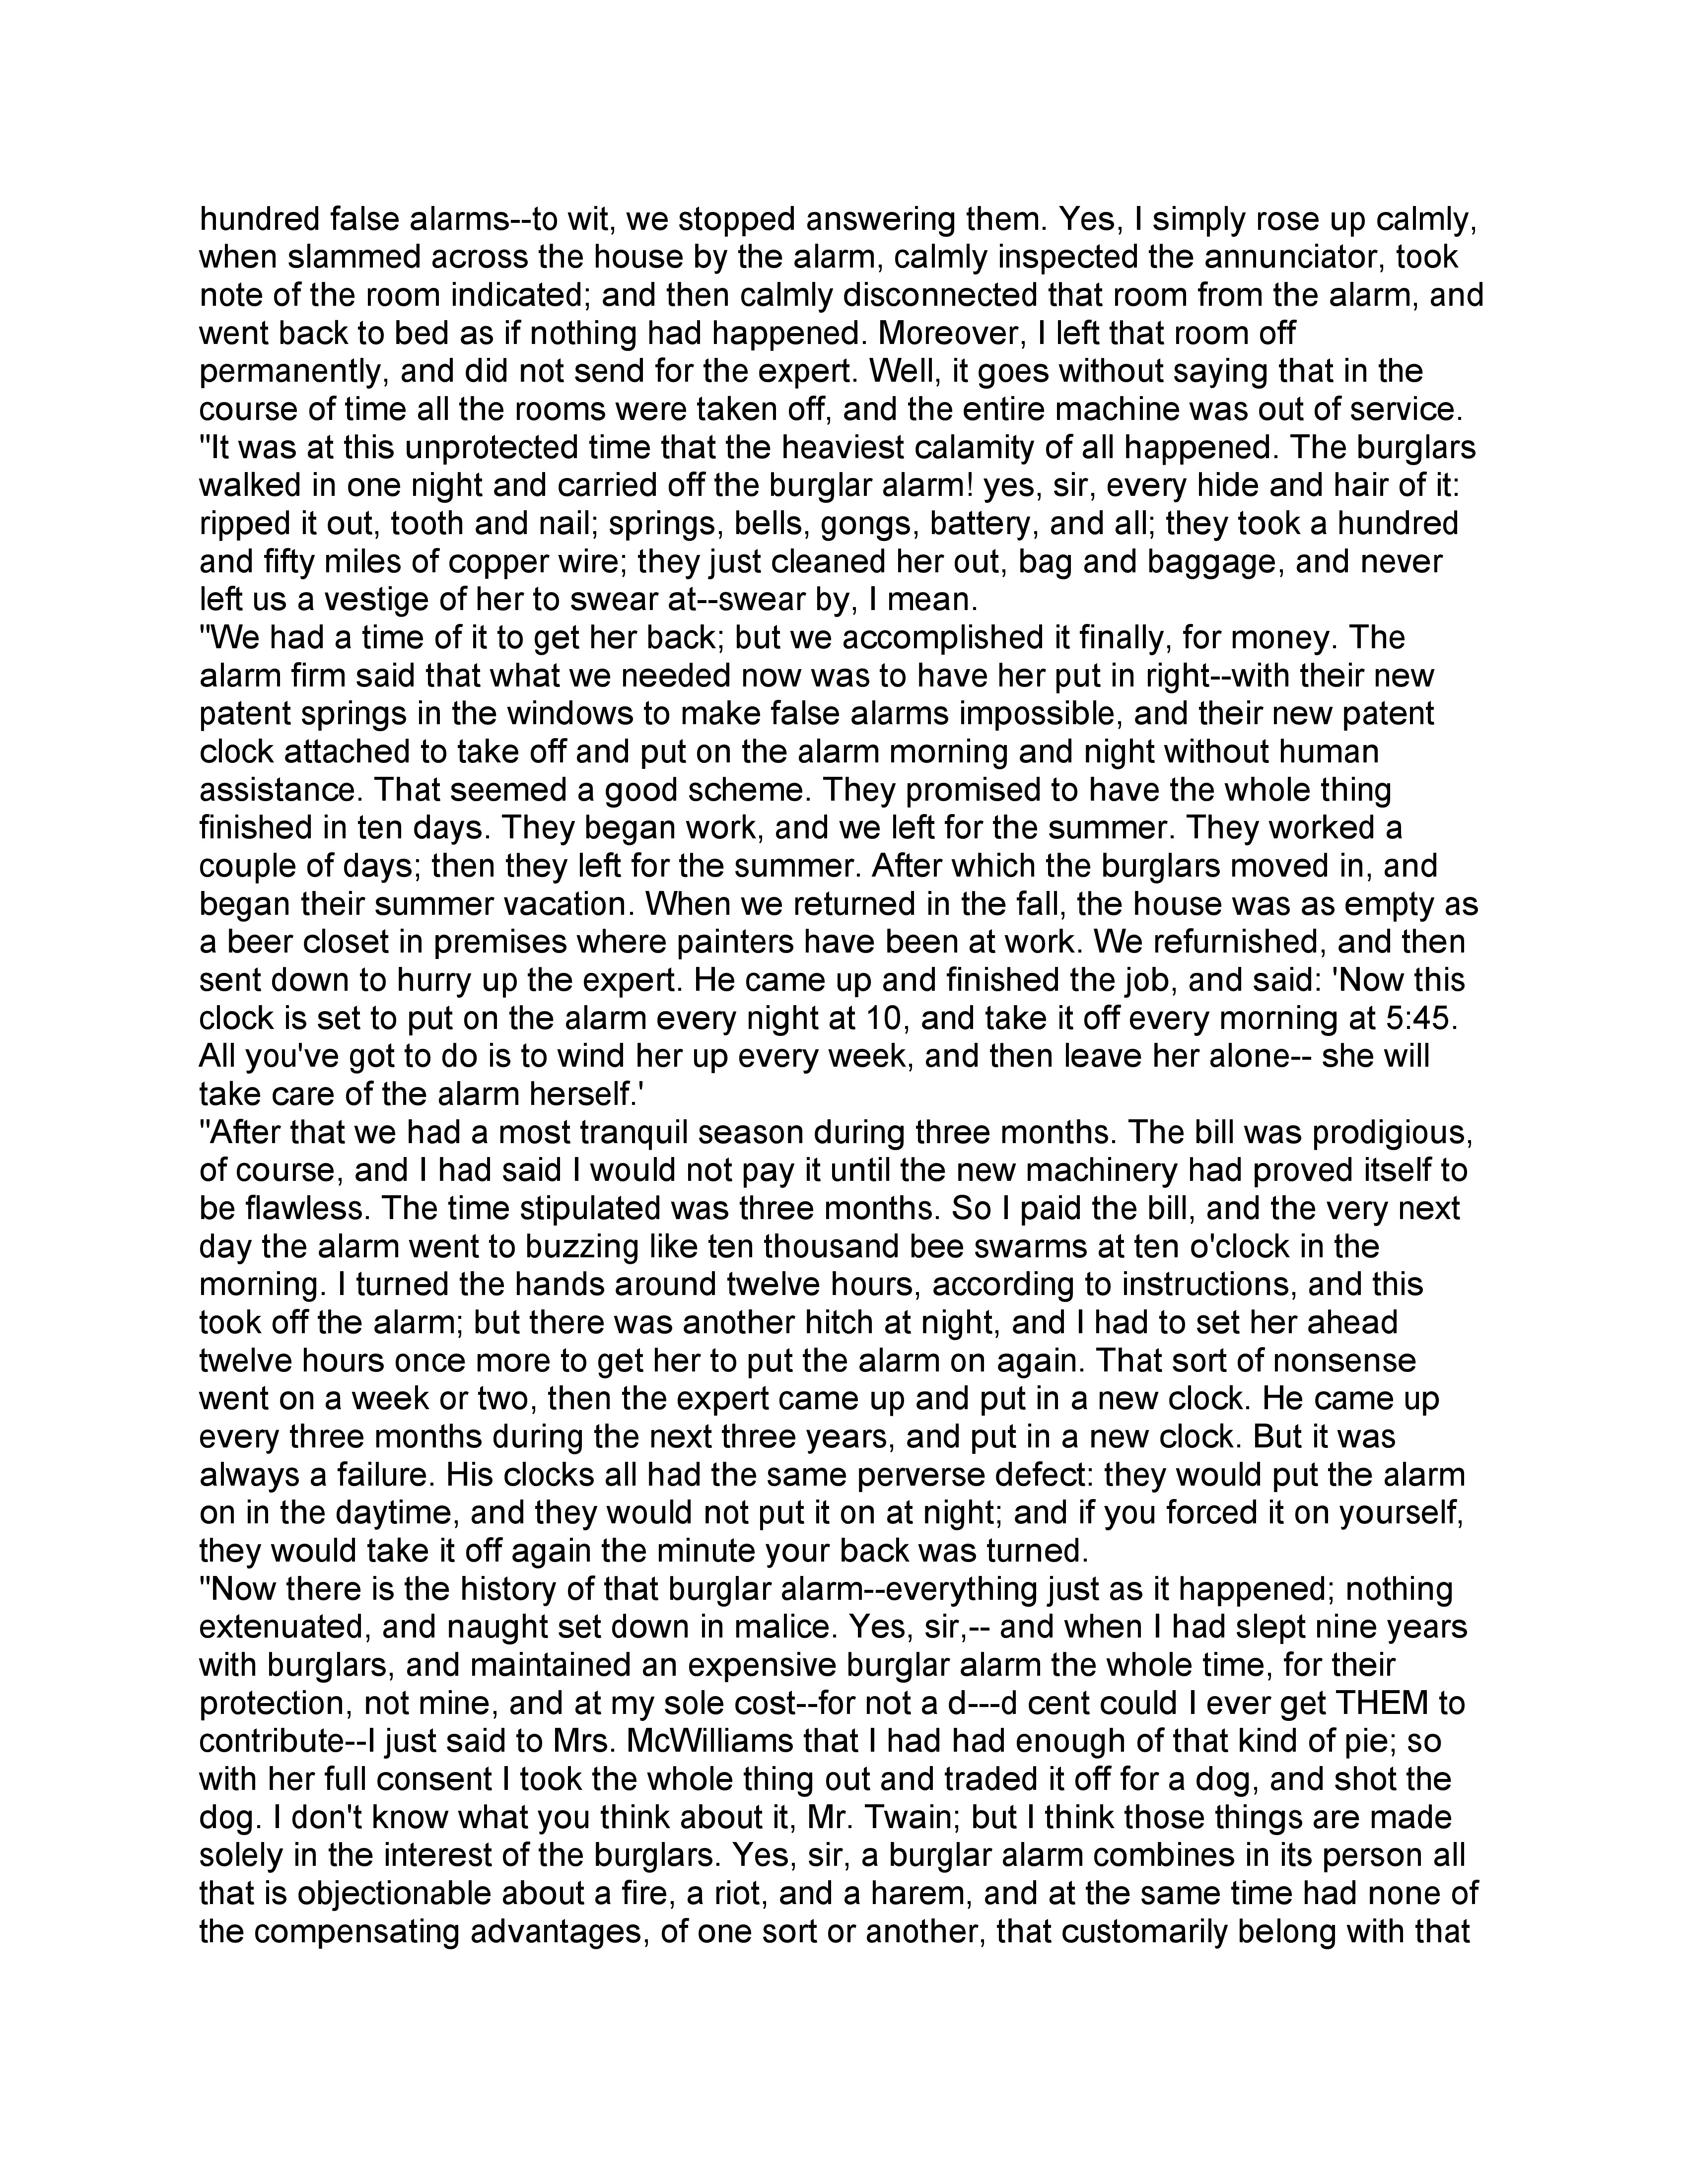 hundred false alarms--to wit, we stopped answering them. Yes, I simply rose up calmly,
when slammed across the house by the alarm, calmly inspected the annunciator, took
note of the room indicated; and then calmly disconnected that room from the alarm, and
went back to bed as if nothing had happened. Moreover, I left that room off
permanently, and did not send for the expert. Well, it goes without saying that in the
course of time all the rooms were taken off, and the entire machine was out of service.
"It was at this unprotected time that the heaviest calamity of all happened. The burglars
walked in one night and carried off the burglar alarm! yes, sir, every hide and hair of it:
ripped it out, tooth and nail; springs, bells, gongs, battery, and all; they took a hundred
and fifty miles of copper wire; they just cleaned her out, bag and baggage, and never
left us a vestige of her to swear at--swear by, I mean.
"We had a time of it to get her back; but we accomplished it finally, for money. The
alarm firm said that what we needed now was to have her put in right--with their new
patent springs in the windows to make false alarms impossible, and their new patent
clock attached to take off and put on the alarm morning and night without human
assistance. That seemed a good scheme. They promised to have the whole thing
finished in ten days. They began work, and we left for the summer. They worked a
couple of days; then they left for the summer. After which the burglars moved in, and
began their summer vacation. When we returned in the fall, the house was as empty as
a beer closet in premises where painters have been at work. We refurnished, and then
sent down to hurry up the expert. He came up and finished the job, and said: 'Now this
clock is set to put on the alarm every night at 10, and take it off every morning at 5:45.
All you've got to do is to wind her up every week, and then leave her alone-- she will
take care of the alarm herself.'
"After that we had a most tranquil season during three months. The bill was prodigious,
of course, and I had said I would not pay it until the new machinery had proved itself to
be flawless. The time stipulated was three months. So I paid the bill, and the very next
day the alarm went to buzzing like ten thousand bee swarms at ten o'clock in the
morning. I turned the hands around twelve hours, according to instructions, and this
took off the alarm; but there was another hitch at night, and I had to set her ahead
twelve hours once more to get her to put the alarm on again. That sort of nonsense
went on a week or two, then the expert came up and put in a new clock. He came up
every three months during the next three years, and put in a new clock. But it was
always a failure. His clocks all had the same perverse defect: they would put the alarm
on in the daytime, and they would not put it on at night; and if you forced it on yourself,
they would take it off again the minute your back was turned.
"Now there is the history of that burglar alarm--everything just as it happened; nothing
extenuated, and naught set down in malice. Yes, sir,-- and when I had slept nine years
with burglars, and maintained an expensive burglar alarm the whole time, for their
protection, not mine, and at my sole cost--for not a d---d cent could I ever get THEM to
contribute--I just said to Mrs. McWilliams that I had had enough of that kind of pie; so
with her full consent I took the whole thing out and traded it off for a dog, and shot the
dog. I don't know what you think about it, Mr. Twain; but I think those things are made
solely in the interest of the burglars. Yes, sir, a burglar alarm combines in its person all
that is objectionable about a fire, a riot, and a harem, and at the same time had none of
the compensating advantages, of one sort or another, that customarily belong with that